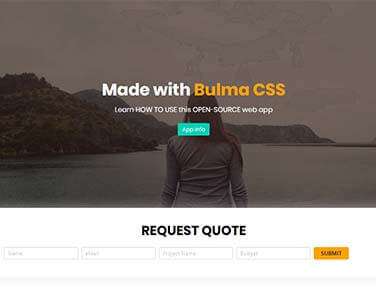 Made with Bulma CSS
Learn HOW TO USE this OPEN-SOURCE web app
App info
REQUEST QUOTE
Name eMail Project Name Budget SUBMIT